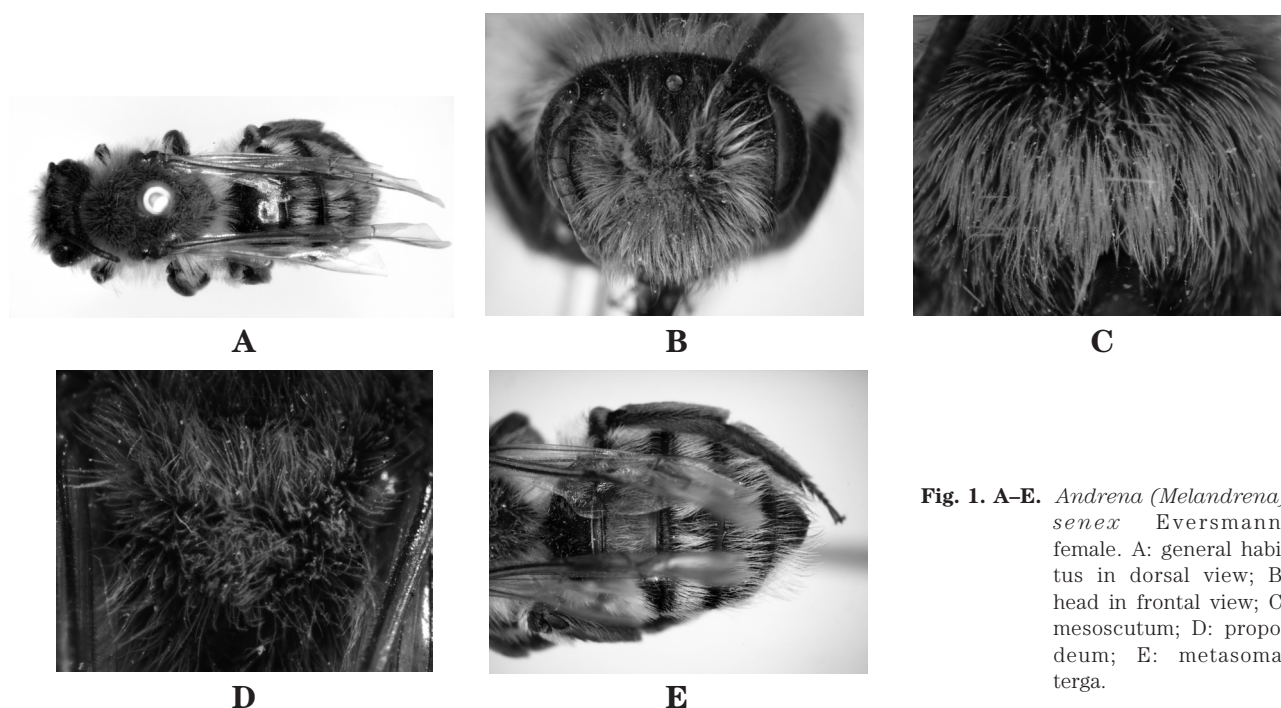 A
B
C
D
E
Fig. 1. A–E. Andrena (Melandrena)
senex Eversmann
female. A: general habi
tus in dorsal view; B
head in frontal view; C
mesoscutum; D: propo
deum; E: metasoma
terga.